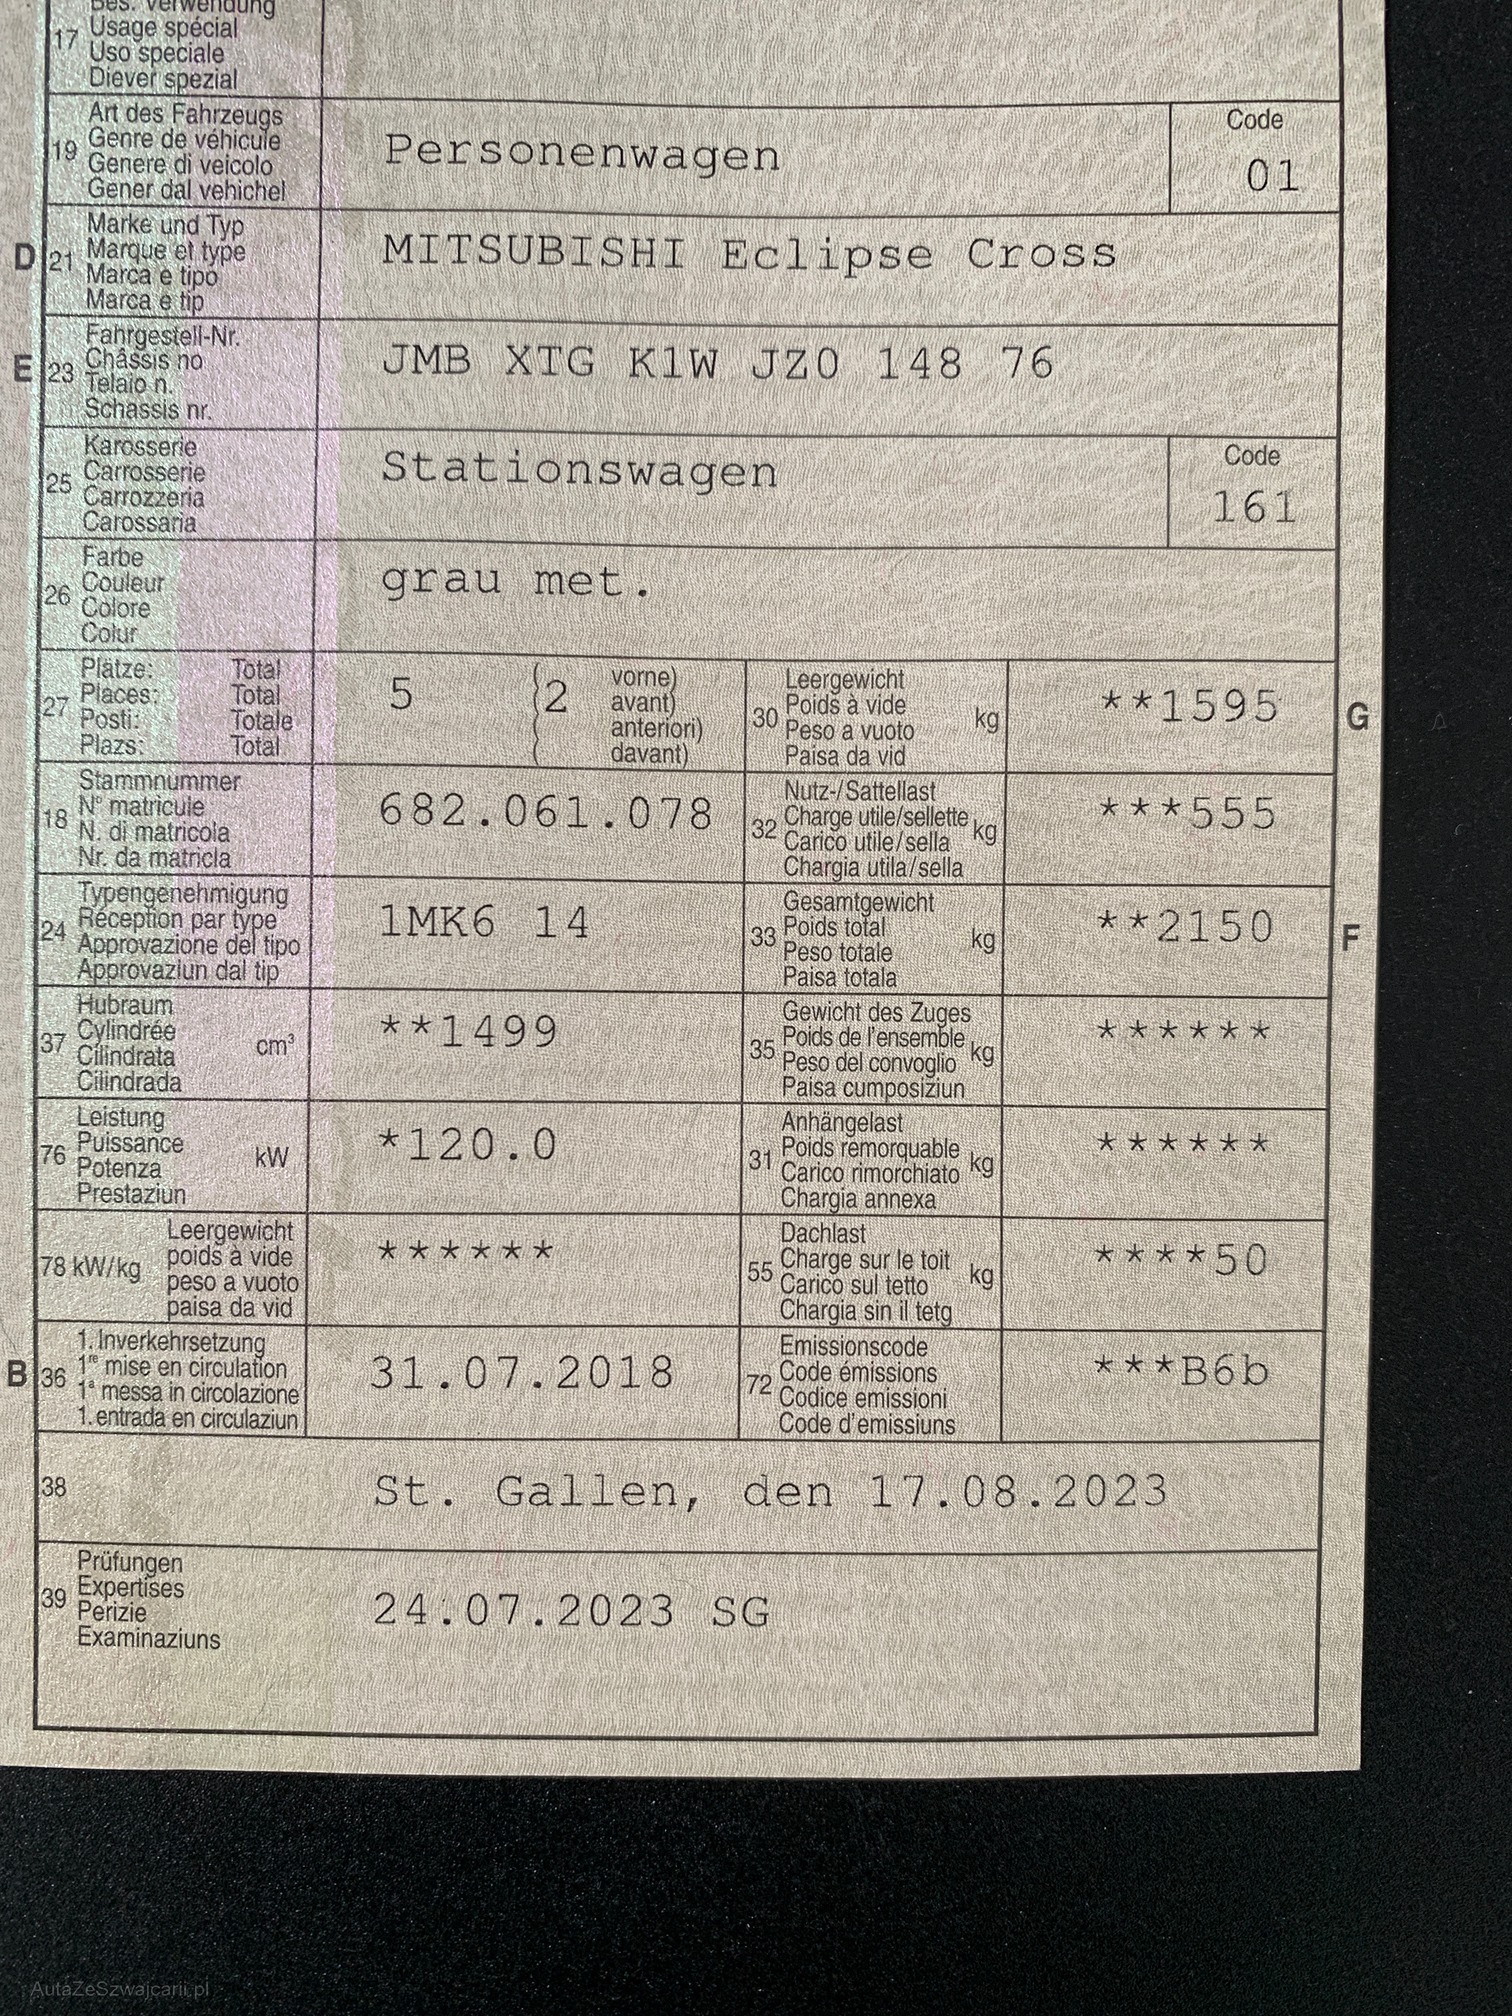 Bes. Verwendung
17 Usage spécial
Uso speciale
Diever spezial
Art des Fahrzeugs
19 Genre de véhicule
Genere di veicolo
Gener dal vehichel
Personenwagen
Code
01
Marke und Typ
D 21 Marque et type
Marca e tipo
Marca e tip
MITSUBISHI Eclipse Cross
Fahrgestell-Nr.
E 23 Châssis no
Telaio n.
Schassis nr.
JMB XTG K1W JZ0 148 76
Karosserie
25 Carrosserie
Carrozzeria
Carossaria
Stationswagen
Code
161
Farbe
26 Couleur
Colore
Colur
grau met.
Plätze: Total
27 Places: Total
Posti: Totale
Plazs: Total
5 (2 vorne)
( avant)
( anteriori)
( davant)
Leergewicht
30 Poids à vide kg
Peso a vuoto
Paisa da vid
**1595 G
Stammnummer
18 N° matricule
N. di matricola
Nr. da matricla
682.061.078
Nutz-/Sattellast
32 Charge utile/sellette kg
Carico utile/sella
Chargia utila/sella
***555
Typengenehmigung
24 Réception par type
Approvazione del tipo
Approvaziun dal tip
1MK6 14
Gesamtgewicht
33 Poids total kg
Peso totale
Paisa totala
**2150 F
Hubraum
37 Cylindrée cm³
Cilindrata
Cilindrada
**1499
Gewicht des Zuges
35 Poids de l'ensemble kg
Peso del convoglio
Paisa cumposiziun
******
Leistung
76 Puissance kW
Potenza
Prestaziun
*120.0
Anhängelast
31 Poids remorquable kg
Carico rimorchiato
Chargia annexa
******
Leergewicht
78 kW/kg poids à vide
peso a vuoto
paisa da vid
******
Dachlast
55 Charge sur le toit kg
Carico sul tetto
Chargia sin il tetg
****50
1. Inverkehrsetzung
B 36 1re mise en circulation
1a messa in circolazione
1. entrada en circulaziun
31.07.2018
Emissionscode
72 Code émissions
Codice emissioni
Code d'emissiuns
***B6b
38 St. Gallen, den 17.08.2023
Prüfungen
39 Expertises
Perizie
Examinaziuns
24.07.2023 SG
AutaZeSzwajcarii.pl